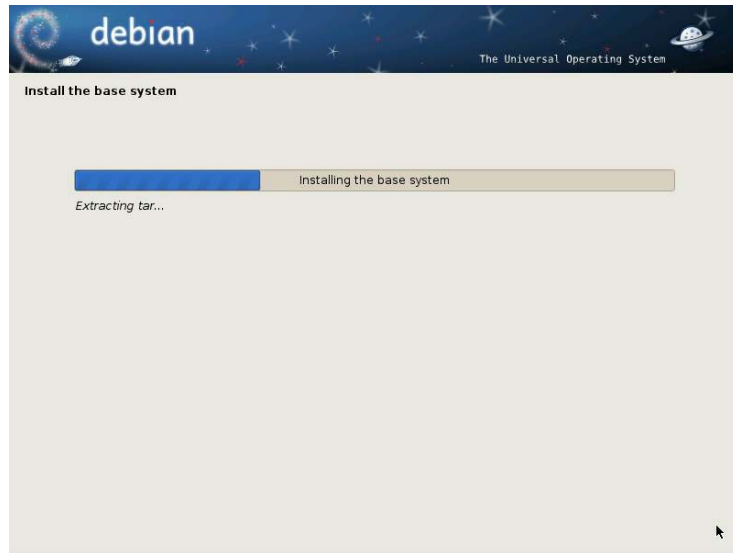 debian
The Universal Operating System
Install the base system
Installing the base system
Extracting tar...